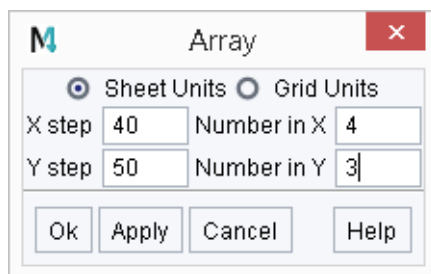 Array
Sheet Units Grid Units
X step 40 Number in X 4
Y step 50 Number in Y 3
Ok Apply Cancel Help